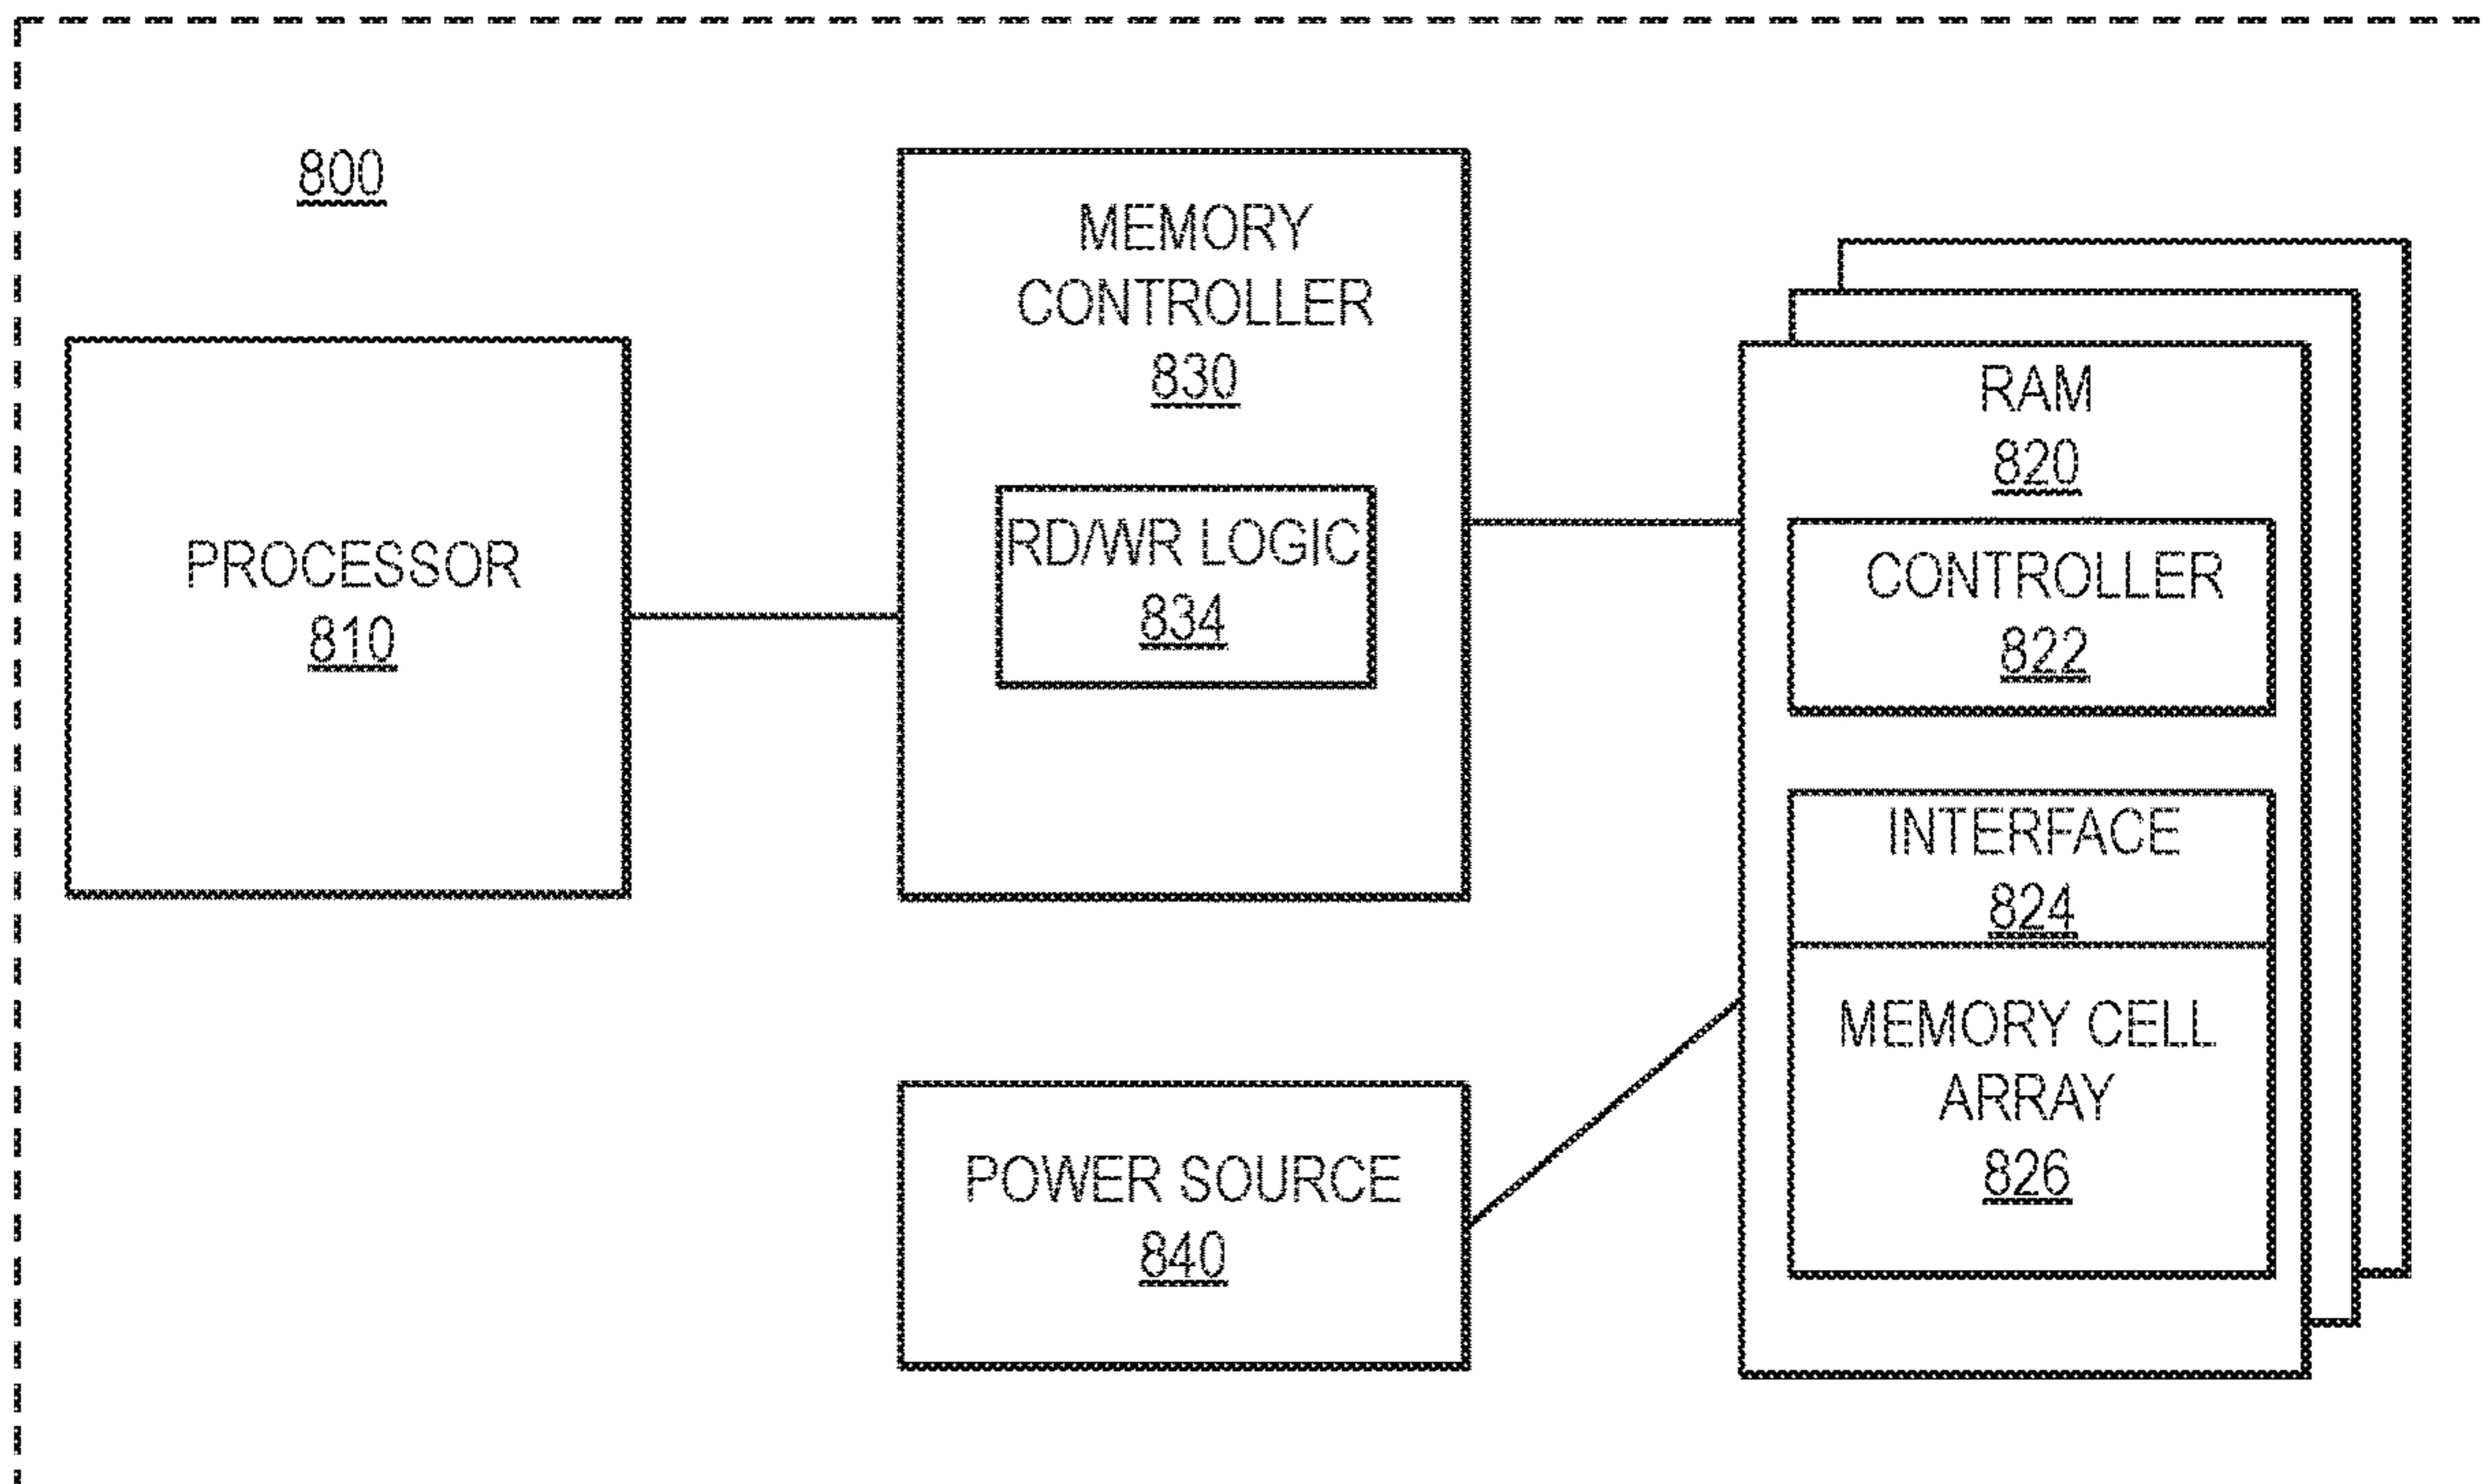 800
PROCESSOR
810
MEMORY
CONTROLLER
830
RD/WR LOGIC
834
POWER SOURCE
840
RAM
820
CONTROLLER
822
INTERFACE
824
MEMORY CELL
ARRAY
826